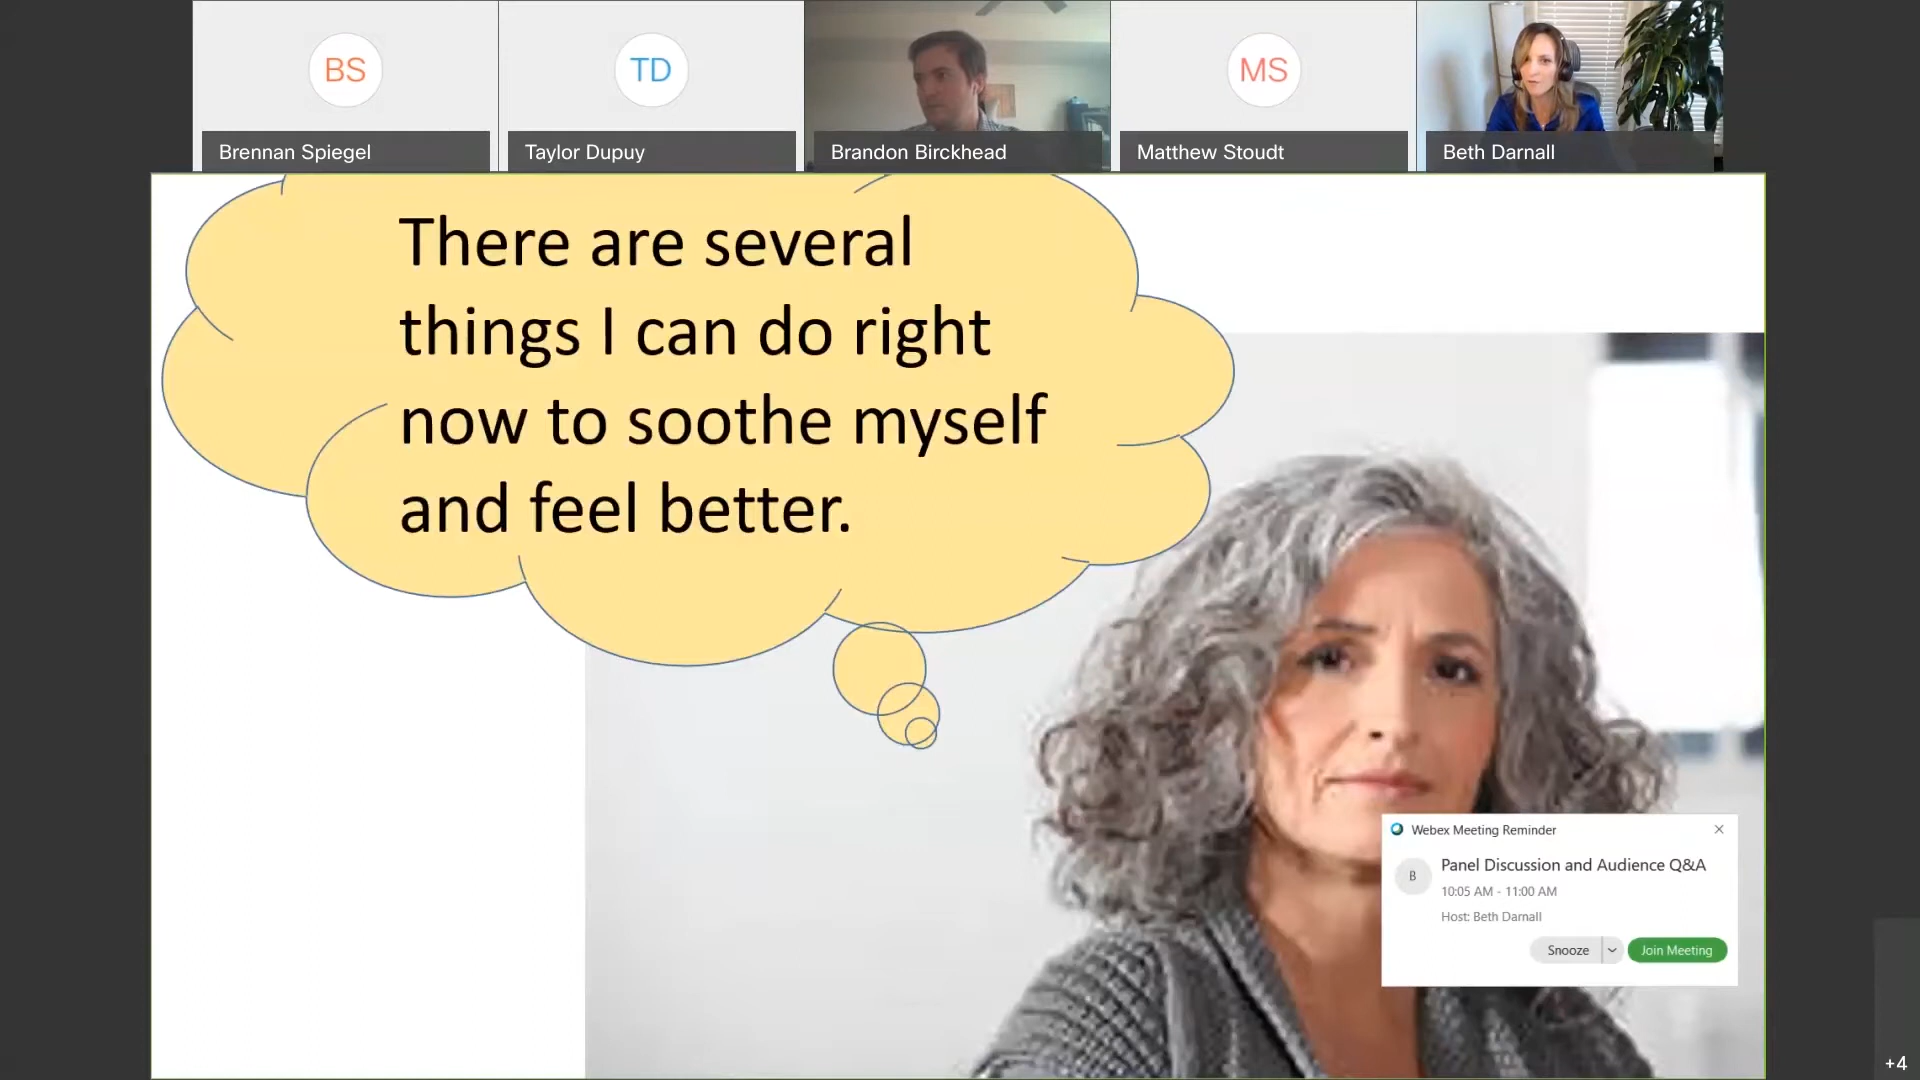 BS
TD
MS
Brennan Spiegel
Taylor Dupuy
Brandon Birckhead
Matthew Stoudt
Beth Darnall
There are several
things I can do right
now to soothe myself
and feel better.
Webex Meeting Reminder
B
Panel Discussion and Audience Q&A
10:05 AM - 11:00 AM
Host: Beth Darnall
Snooze
Join Meeting
+4